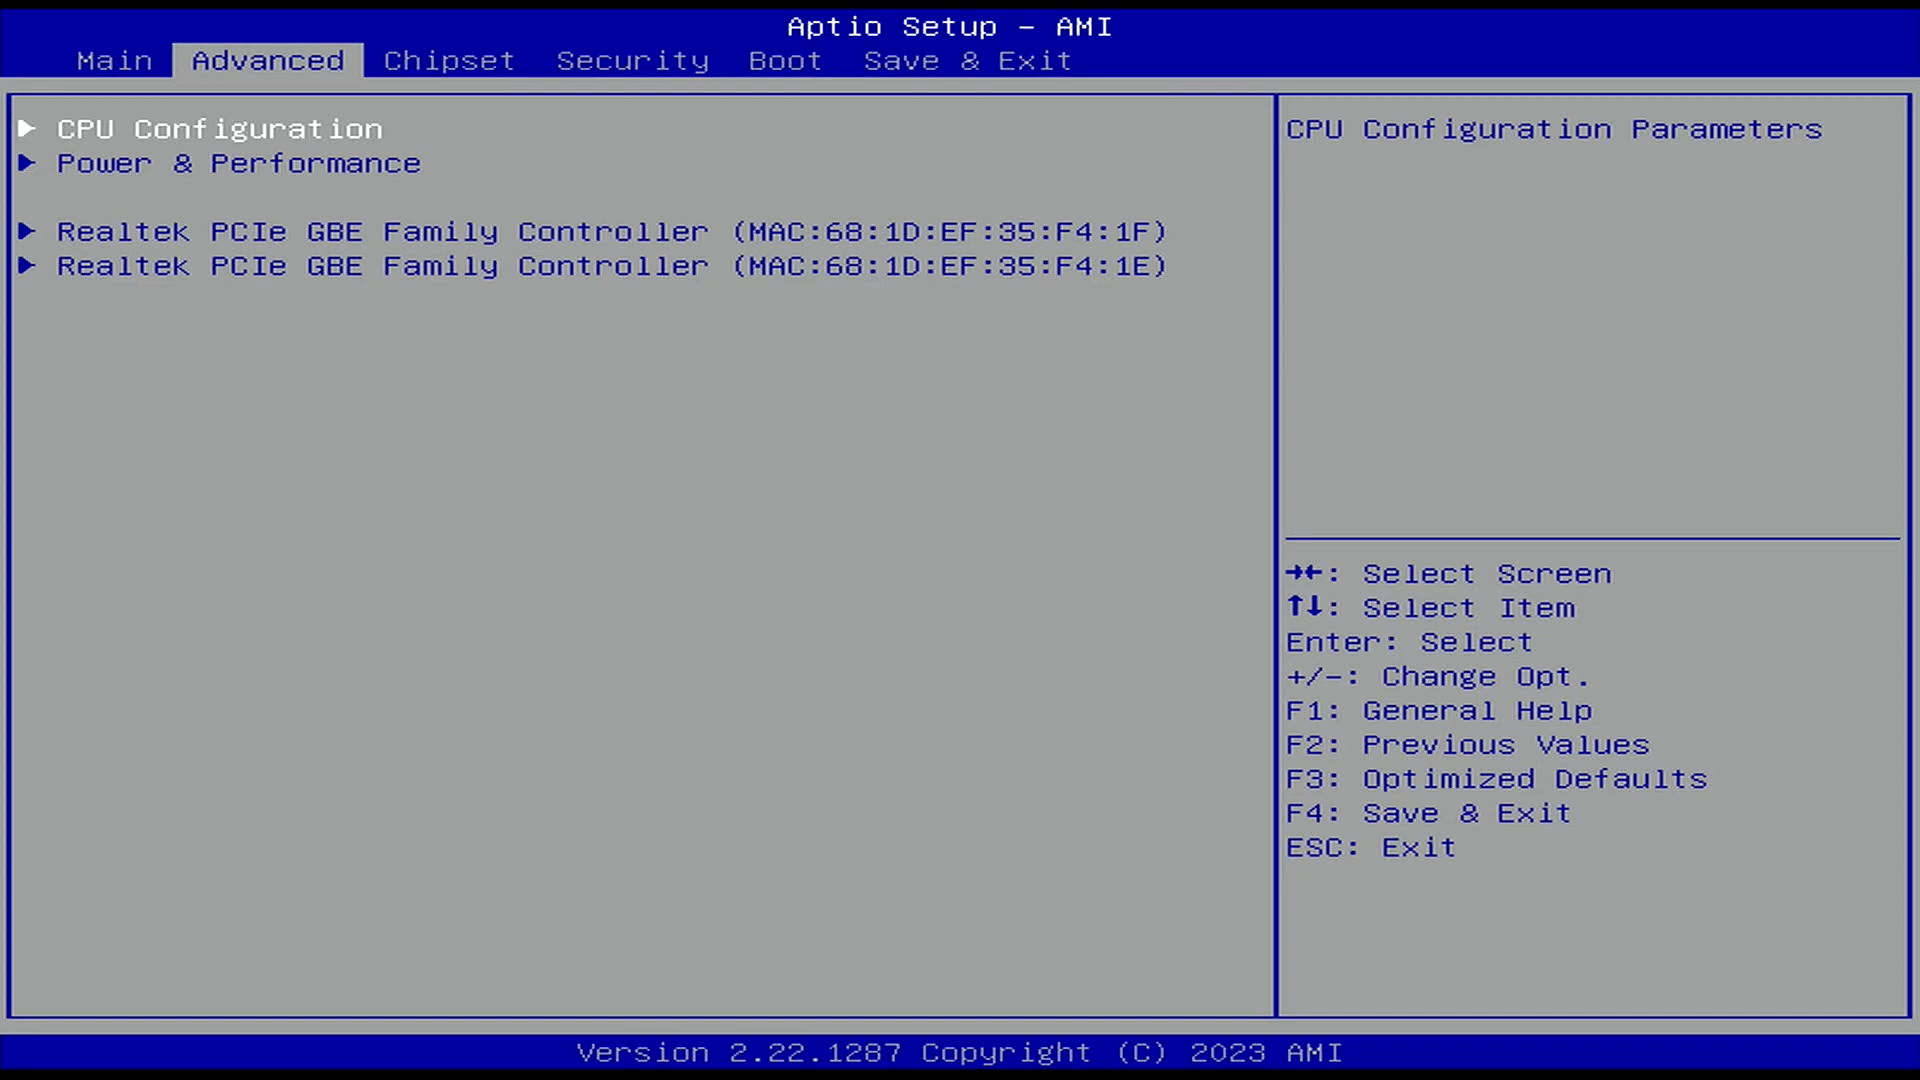 Aptio Setup – AMI
Main Advanced Chipset Security Boot Save & Exit
CPU Configuration
Power & Performance
Realtek PCIe GBE Family Controller (MAC:68:1D:EF:35:F4:1F)
Realtek PCIe GBE Family Controller (MAC:68:1D:EF:35:F4:1E)
CPU Configuration Parameters
→←: Select Screen
↑↓: Select Item
Enter: Select
+/-: Change Opt.
F1: General Help
F2: Previous Values
F3: Optimized Defaults
F4: Save & Exit
ESC: Exit
Version 2.22.1287 Copyright (C) 2023 AMI